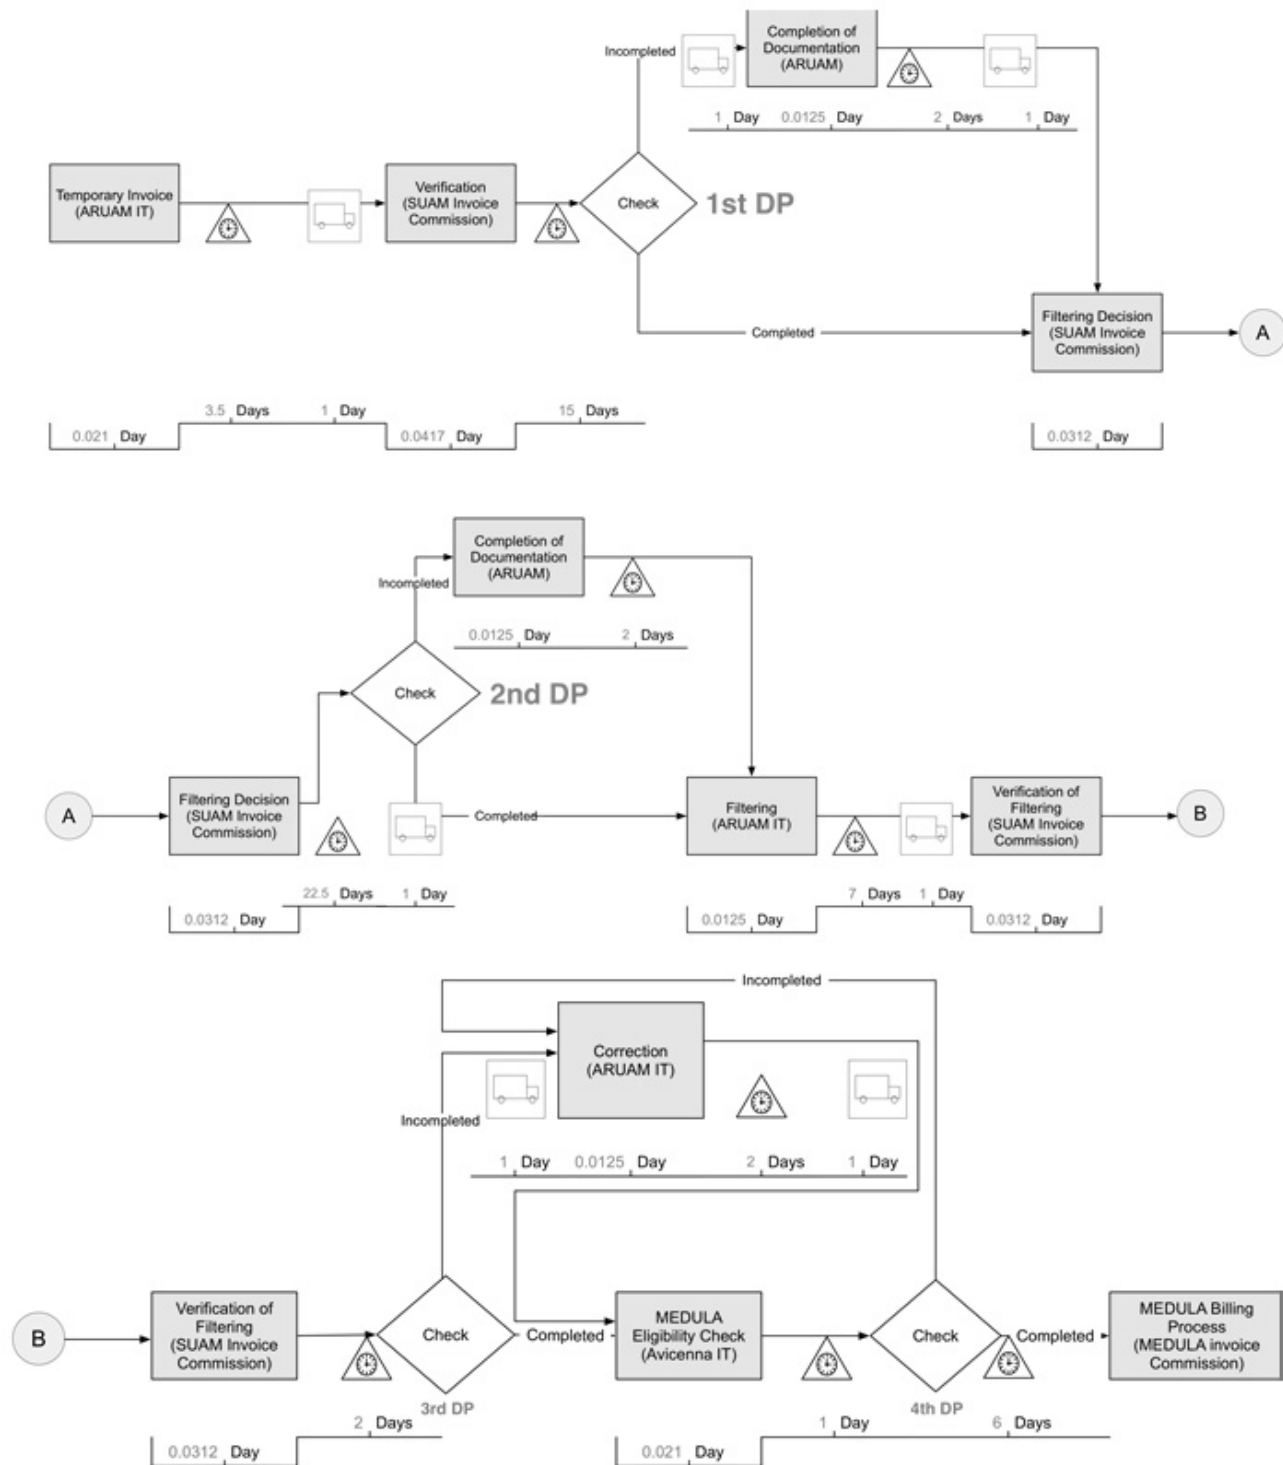 Incompleted
Completion of
Documentation
(ARUAM)
1 Day 0.0125 Day 2 Days 1 Day
Temporary Invoice
(ARUAM IT)
Verification
(SUAM Invoice
Commission)
Check
1st DP
Completed
Filtering Decision
(SUAM Invoice
Commission)
A
3.5 Days 1 Day 15 Days
0.021 Day 0.0417 Day 0.0312 Day
Completion of
Documentation
(ARUAM)
Incompleted
0.0125 Day 2 Days
Check
2nd DP
A
Filtering Decision
(SUAM Invoice
Commission)
Completed
Filtering
(ARUAM IT)
Verification of
Filtering
(SUAM Invoice
Commission)
B
22.5 Days 1 Day 7 Days 1 Day
0.0312 Day 0.0125 Day 0.0312 Day
Incompleted
Correction
(ARUAM IT)
Incompleted
1 Day 0.0125 Day 2 Days 1 Day
B
Verification of
Filtering
(SUAM Invoice
Commission)
Check
3rd DP
Completed
MEDULA
Eligibility Check
(Avicenna IT)
Check
4th DP
Completed
MEDULA Billing
Process
(MEDULA invoice
Commission)
2 Days 1 Day 6 Days
0.0312 Day 0.021 Day